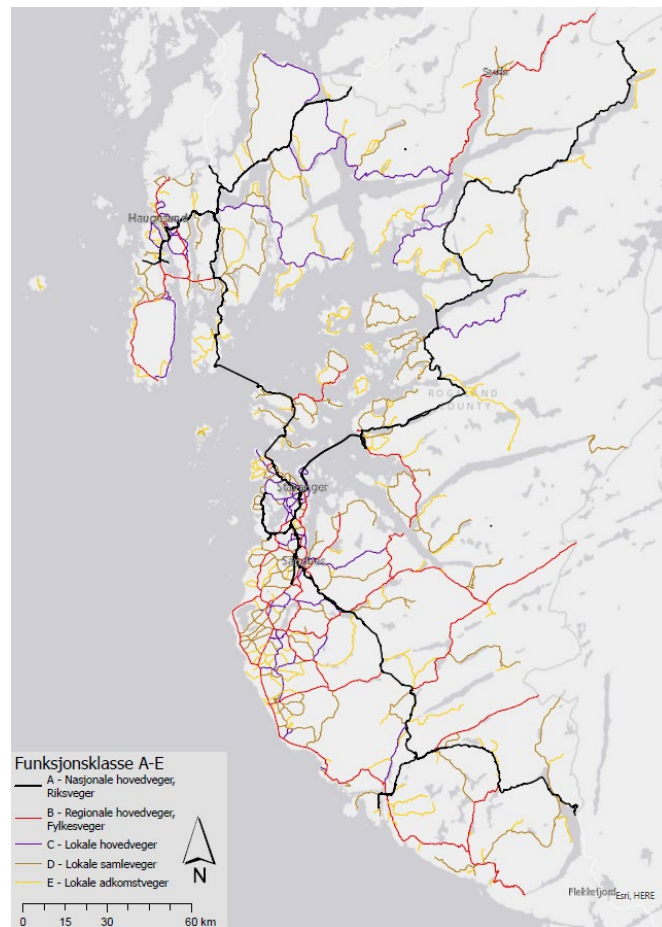 Haugesund
ROGALAND
COUNTY
Stavanger
Sandnes
Funksjonsklasse A-E
A - Nasjonale hovedveger,
Riksveger
B - Regionale hovedveger,
Fylkesveger
C - Lokale hovedveger
D - Lokale samleveger
E - Lokale adkomstveger
N
0 15 30 60 km
Flekkefjord
Esri, HERE